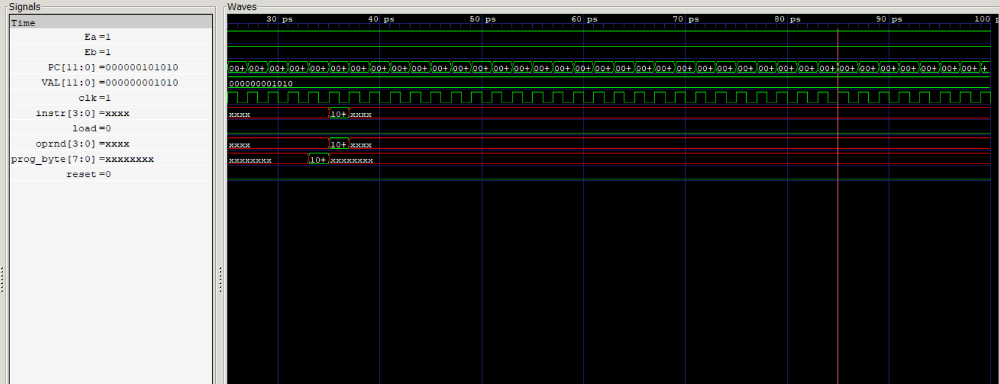 Signals
Waves
Time
30 ps 40 ps 50 ps 60 ps 70 ps 80 ps 90 ps 100 p
Ea =1
Eb =1
PC[11:0] =000000101010
00+ 00+ 00+ 00+ 00+ 00+ 00+ 00+ 00+ 00+ 00+ 00+ 00+ 00+ 00+ 00+ 00+ 00+ 00+ 00+ 00+ 00+ 00+ 00+ 00+ 00+ 00+ 00+ 00+ 00+ 00+ 00+ 00+ 00+ 00+ 00+ 00+ +
VAL[11:0] =000000001010
000000001010
clk =1
instr[3:0] =xxxx
xxxx 10+ xxxx
load =0
oprnd[3:0] =xxxx
xxxx 10+ xxxx
prog_byte[7:0] =xxxxxxxx
xxxxxxxx 10+ xxxxxxxx
reset =0